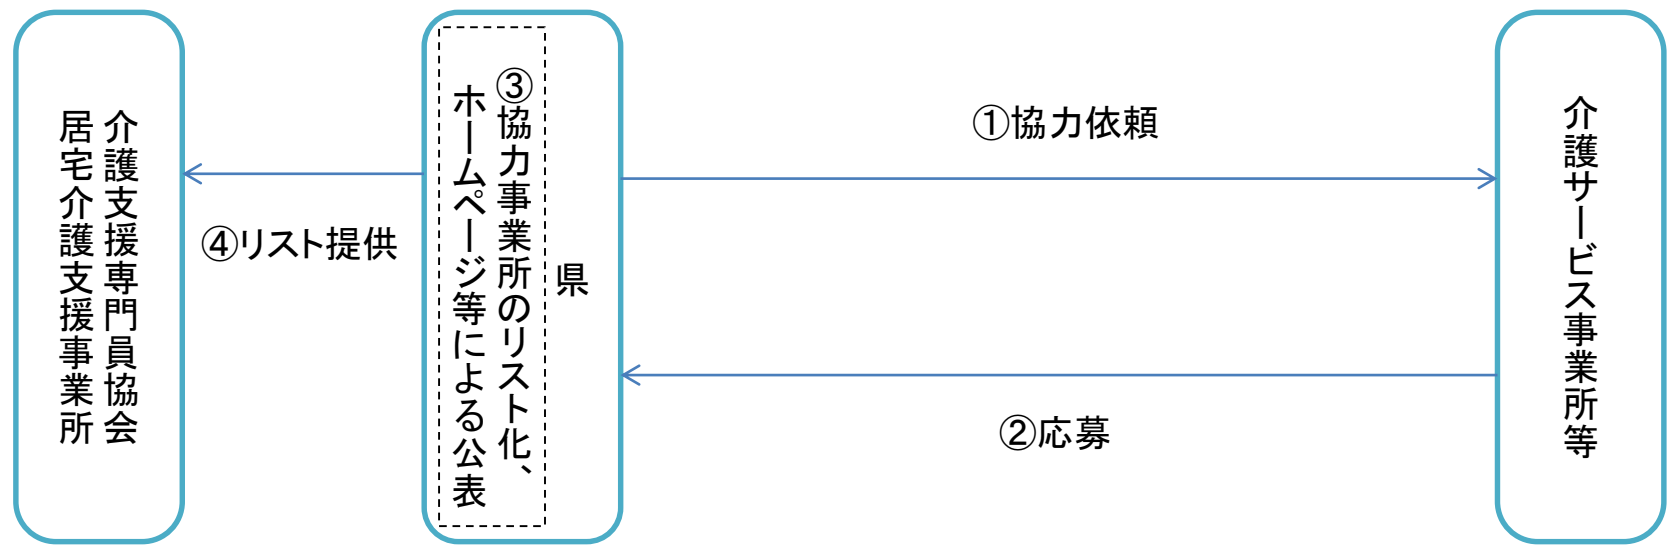 介護支援専門員協会
居宅介護支援事業所
④リスト提供
県
③協力事業所のリスト化、
ホームページ等による公表
①協力依頼
②応募
介護サービス事業所等